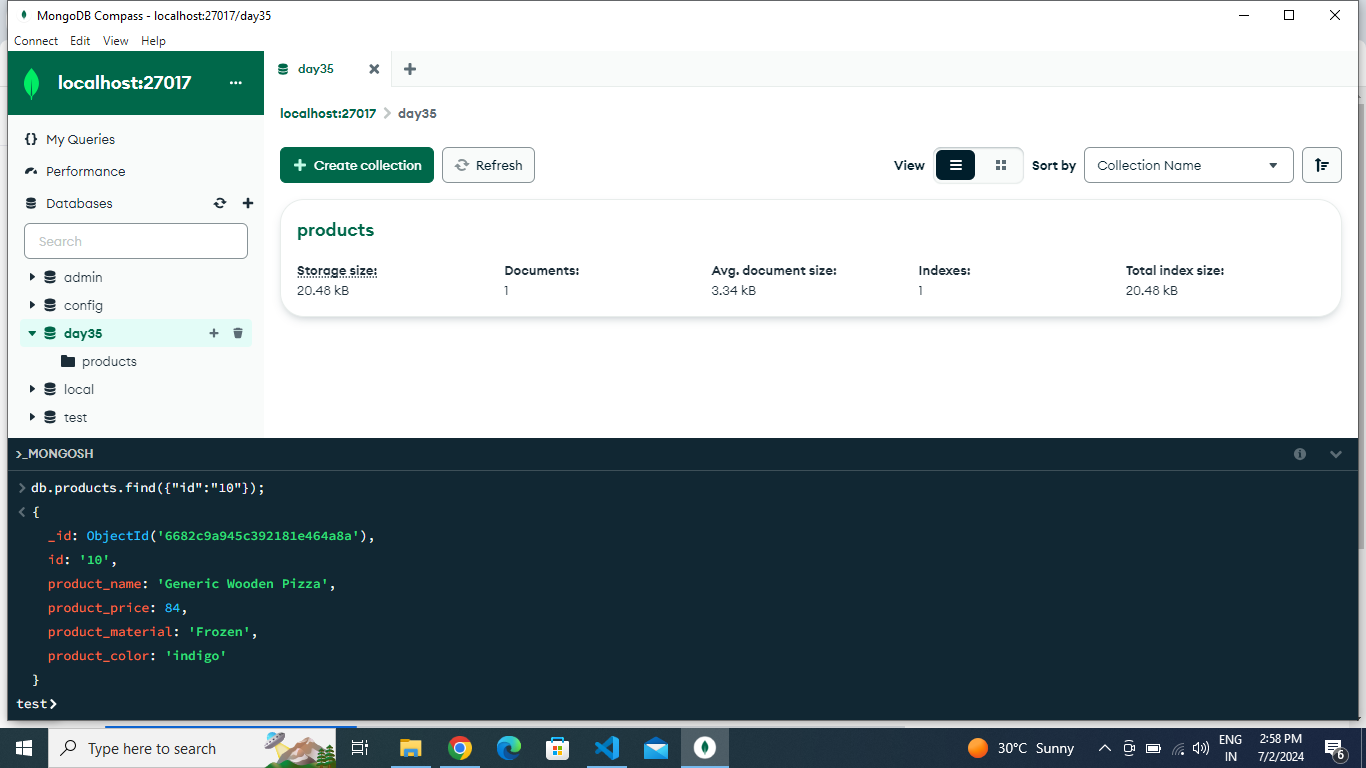 MongoDB Compass - localhost:27017/day35
Connect Edit View Help
localhost:27017 ...
day35
localhost:27017 > day35
{} My Queries
Performance
Databases
Search
admin
config
day35
products
local
test
Create collection
Refresh
View
Sort by
Collection Name
products
Storage size: Documents: Avg. document size: Indexes: Total index size:
20.48 kB 1 3.34 kB 1 20.48 kB
>_MONGOSH
> db.products.find({"id":"10"});
< {
_id: ObjectId('6682c9a945c392181e464a8a'),
id: '10',
product_name: 'Generic Wooden Pizza',
product_price: 84,
product_material: 'Frozen',
product_color: 'indigo'
}
test>
Type here to search
30°C Sunny
ENG
IN
2:58 PM
7/2/2024
6